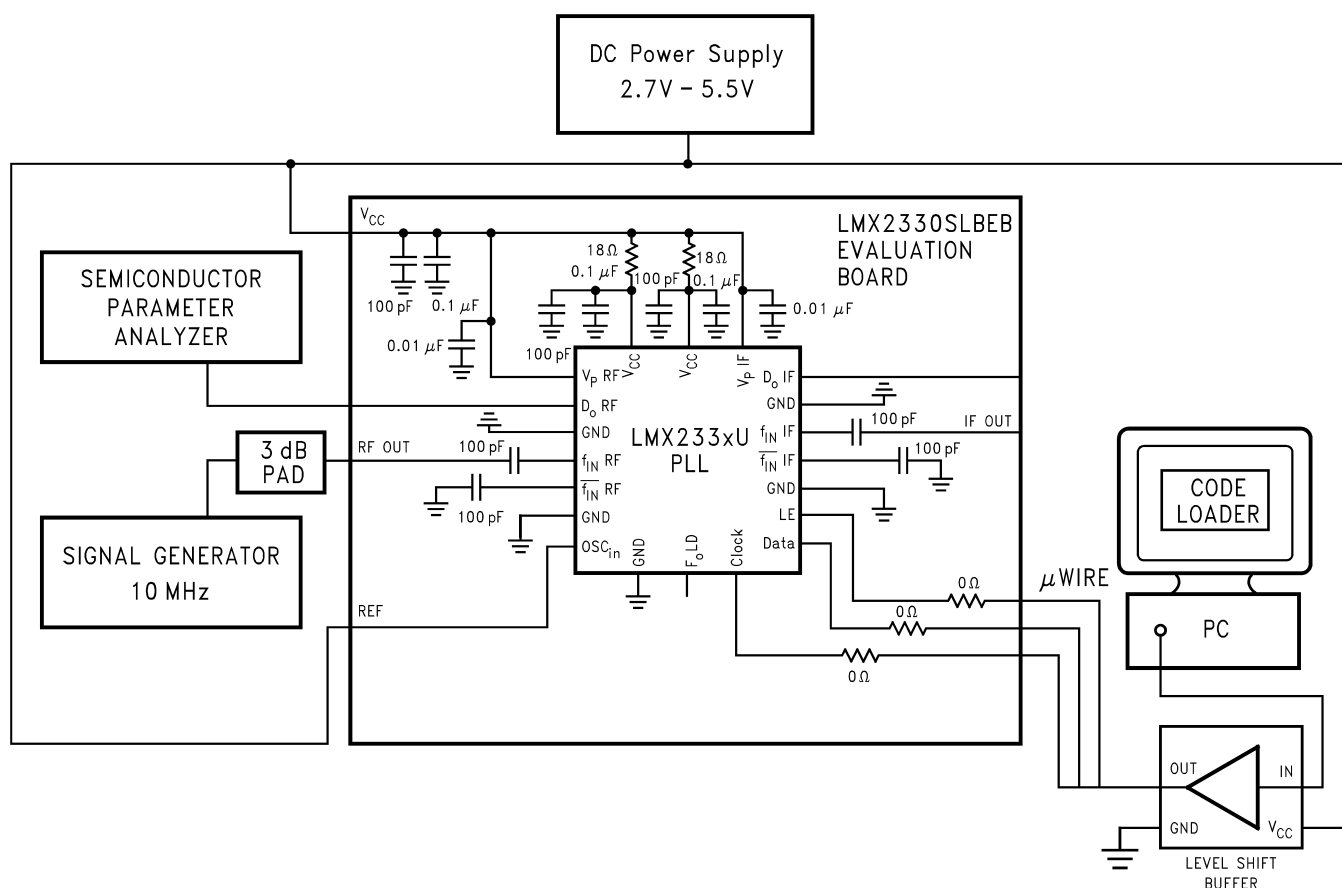 DC Power Supply
2.7V – 5.5V
V_CC
LMX2330SLBEB
EVALUATION
BOARD
SEMICONDUCTOR
PARAMETER
ANALYZER
18Ω
18Ω
0.1 µF
100 pF
0.1 µF
100 pF
0.1 µF
0.01 µF
0.01 µF
100 pF
V_CC
V_CC
V_P IF
V_P RF
D_o RF
GND
f_IN RF
f̅_I̅N̅ RF
GND
OSC_in
LMX233xU
PLL
D_o IF
GND
f_IN IF
f̅_I̅N̅ IF
GND
LE
Data
GND
F_oLD
Clock
100 pF
IF OUT
100 pF
3 dB
PAD
RF OUT
100 pF
100 pF
SIGNAL GENERATOR
10 MHz
REF
0Ω
0Ω
0Ω
µWIRE
CODE
LOADER
PC
OUT
IN
GND
V_CC
LEVEL SHIFT
BUFFER